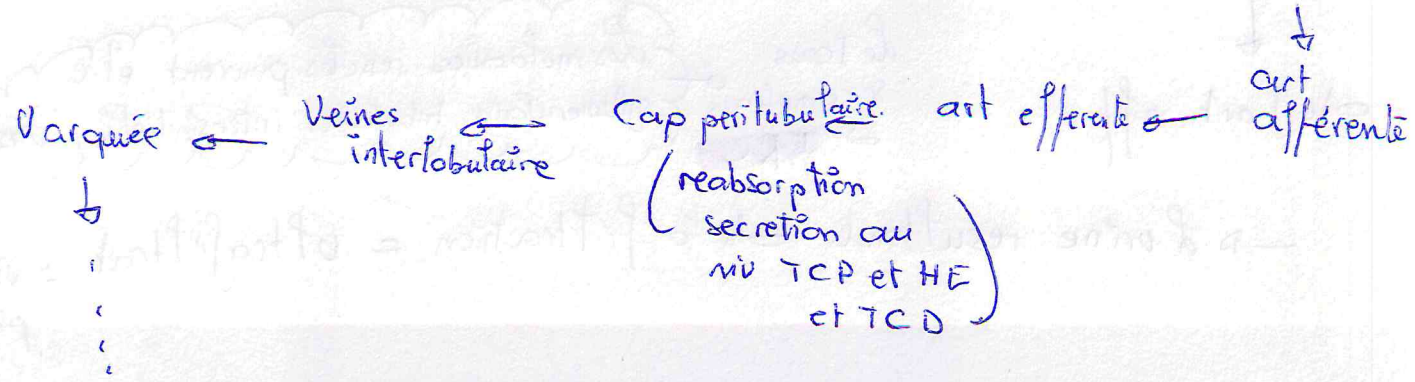 art
afférente
art efferente
Cap peritubulaire.
Veines
interlobulaire
V arquée
(reabsorption
secretion au
niv TCP et HE
et TCD)